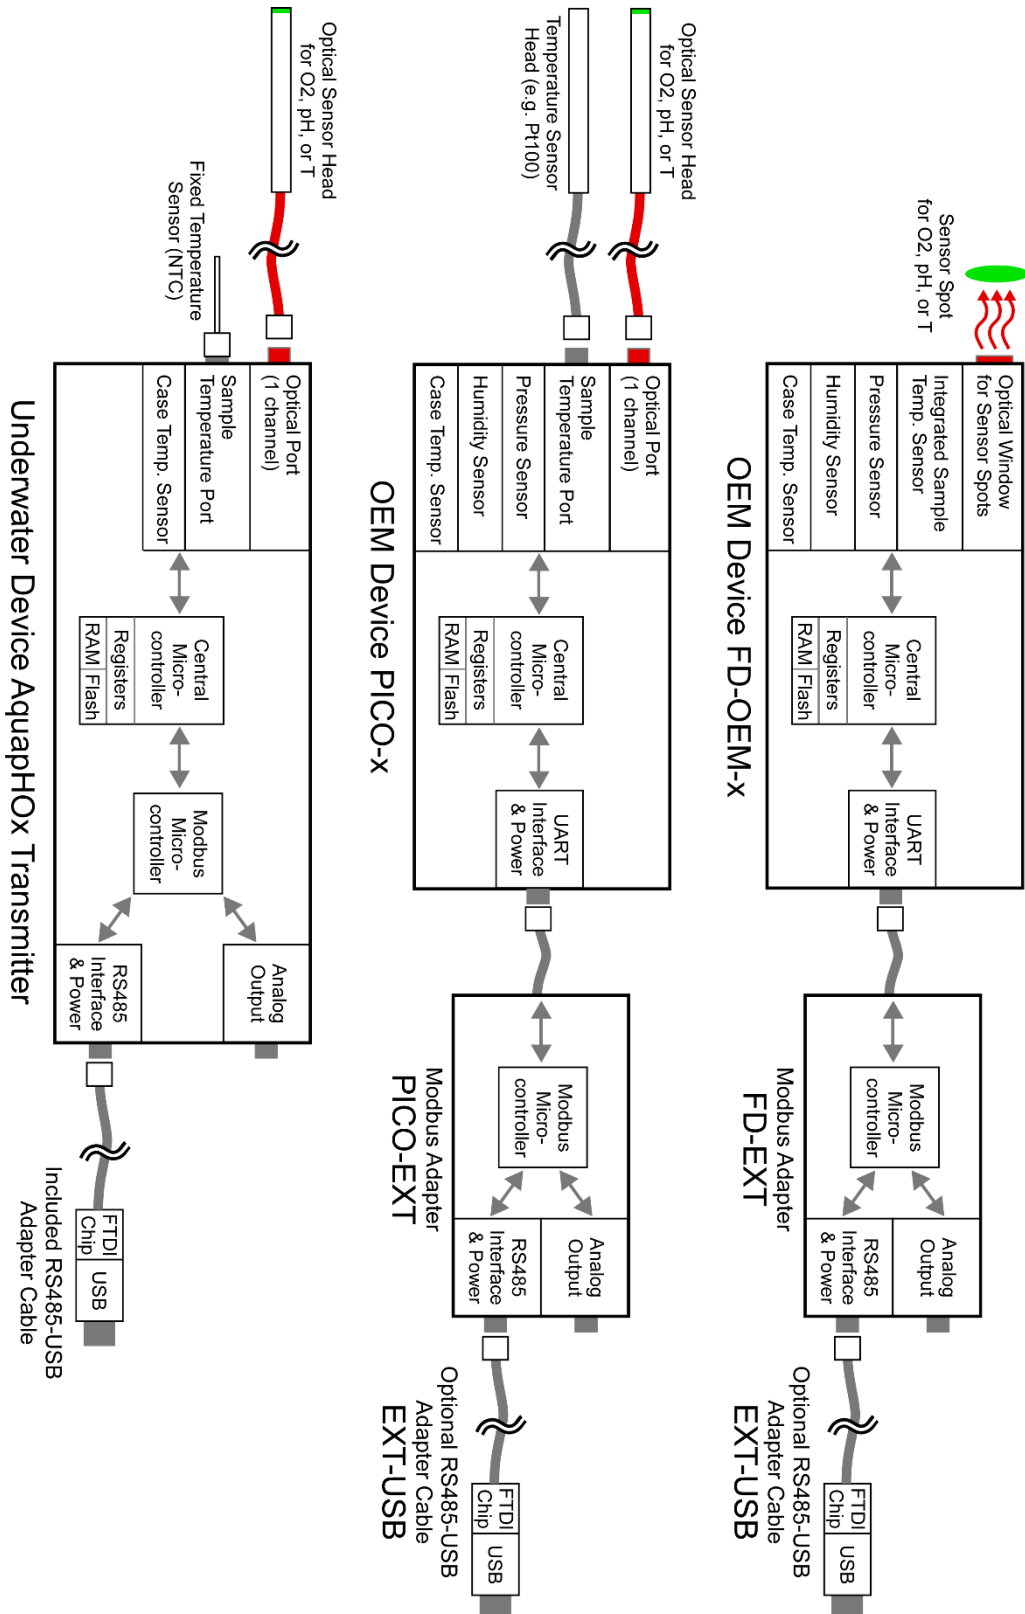 Sensor Spot
for O2, pH, or T
Optical Window
for Sensor Spots
Integrated Sample
Temp. Sensor
Pressure Sensor
Humidity Sensor
Case Temp. Sensor
Central
Micro-
controller
Registers
RAM Flash
UART
Interface
& Power
OEM Device FD-OEM-x
Modbus
Micro-
controller
Analog
Output
RS485
Interface
& Power
Modbus Adapter
FD-EXT
FTDI
Chip
USB
Optional RS485-USB
Adapter Cable
EXT-USB
Optical Sensor Head
for O2, pH, or T
Temperature Sensor
Head (e.g. Pt100)
Optical Port
(1 channel)
Sample
Temperature Port
Pressure Sensor
Humidity Sensor
Case Temp. Sensor
Central
Micro-
controller
Registers
RAM Flash
UART
Interface
& Power
OEM Device PICO-x
Modbus
Micro-
controller
Analog
Output
RS485
Interface
& Power
Modbus Adapter
PICO-EXT
FTDI
Chip
USB
Optional RS485-USB
Adapter Cable
EXT-USB
Optical Sensor Head
for O2, pH, or T
Fixed Temperature
Sensor (NTC)
Optical Port
(1 channel)
Sample
Temperature Port
Case Temp. Sensor
Central
Micro-
controller
Registers
RAM Flash
Modbus
Micro-
controller
Analog
Output
RS485
Interface
& Power
Underwater Device AquapHOx Transmitter
FTDI
Chip
USB
Included RS485-USB
Adapter Cable